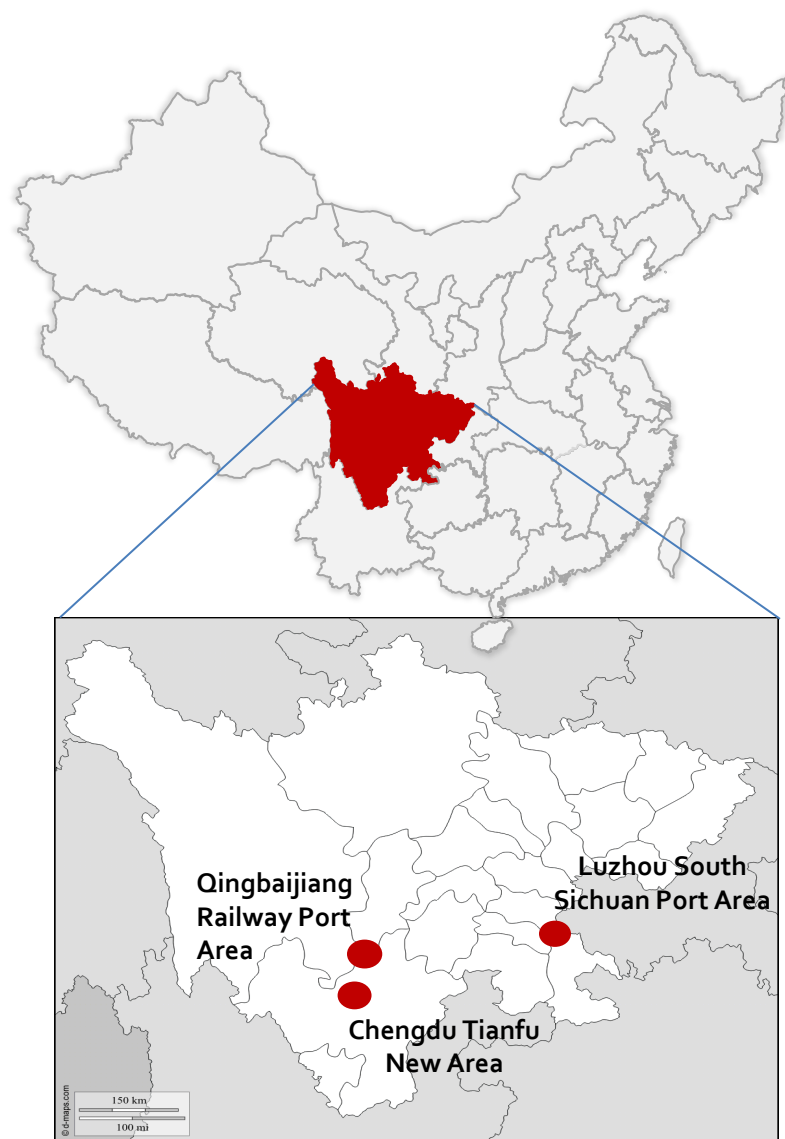 Luzhou South
Sichuan Port Area
Qingbaijiang
Railway Port
Area
Chengdu Tianfu
New Area
150 km
100 mi
© d-maps.com